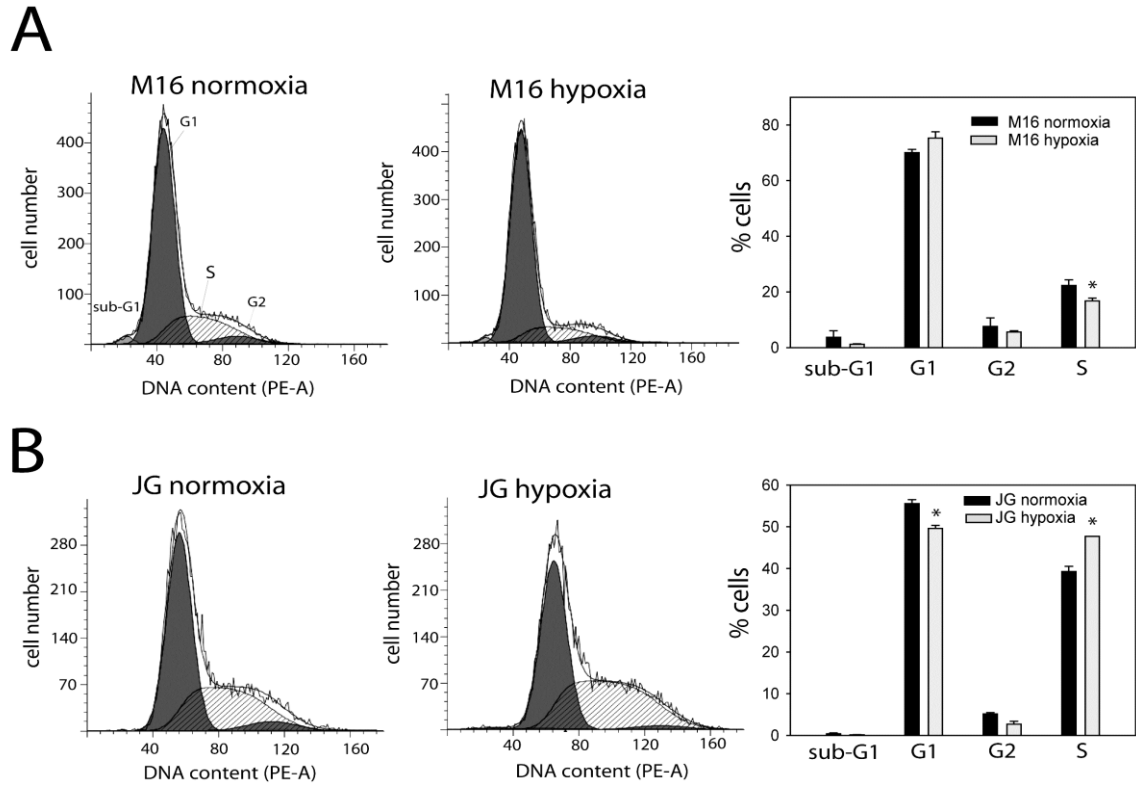 A
M16 normoxia
cell number
400
300
200
100
G1
S
sub-G1
G2
40 80 120 160
DNA content (PE-A)
M16 hypoxia
cell number
400
300
200
100
40 80 120 160
DNA content (PE-A)
% cells
80
60
40
20
0
M16 normoxia
M16 hypoxia
*
sub-G1 G1 G2 S
B
JG normoxia
cell number
280
210
140
70
40 80 120 160
DNA content (PE-A)
JG hypoxia
cell number
280
210
140
70
40 80 120 160
DNA content (PE-A)
% cells
60
50
40
30
20
10
0
JG normoxia
JG hypoxia
*
*
sub-G1 G1 G2 S